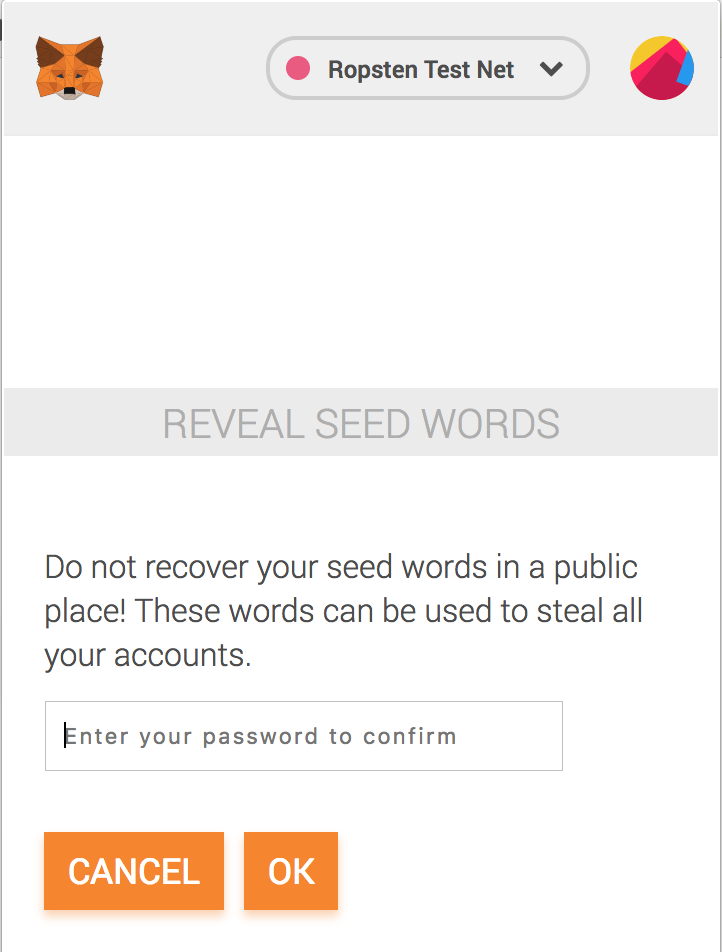 Ropsten Test Net
REVEAL SEED WORDS
Do not recover your seed words in a public
place! These words can be used to steal all
your accounts.
Enter your password to confirm
CANCEL OK